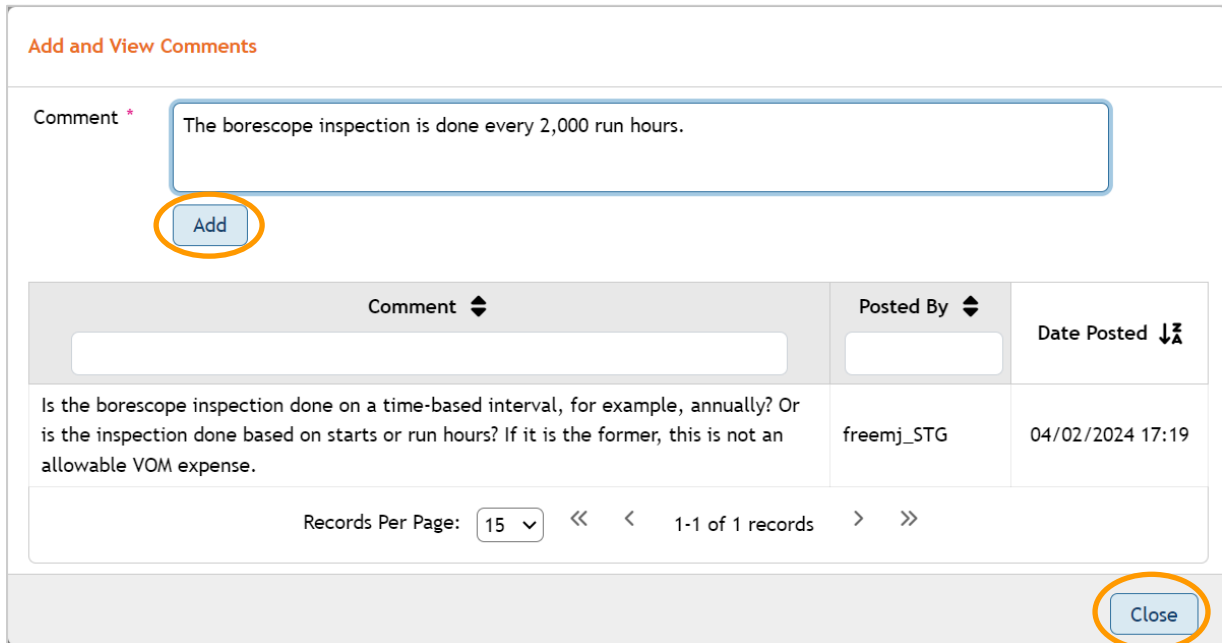 Add and View Comments
Comment *
The borescope inspection is done every 2,000 run hours.
Add
Comment
Posted By
Date Posted
Is the borescope inspection done on a time-based interval, for example, annually? Or
is the inspection done based on starts or run hours? If it is the former, this is not an
allowable VOM expense.
freemj_STG
04/02/2024 17:19
Records Per Page: 15 1-1 of 1 records
Close